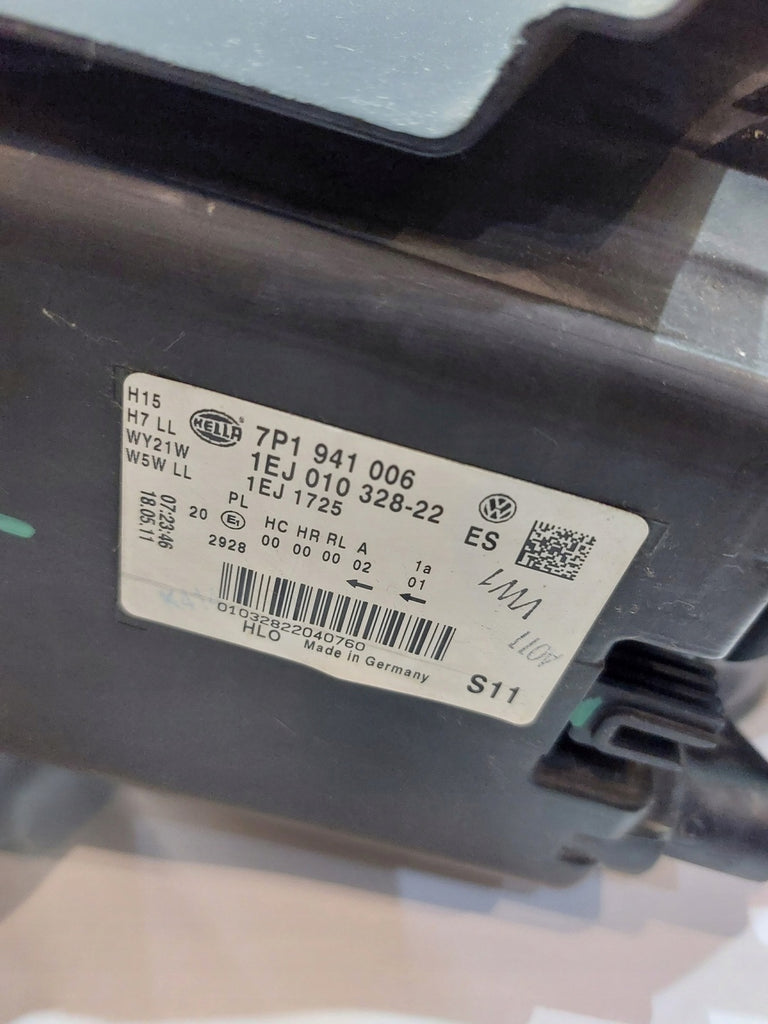 H15
H7 LL
WY21W
W5W LL
HELLA
7P1 941 006
1EJ 010 328-22
1EJ 1725
VW
ES
07:23:46
18.05.11
PL
20 E1
2928
HC HR RL A
00 00 00 02
1a
01
01032822040760
HLO
Made in Germany
S11